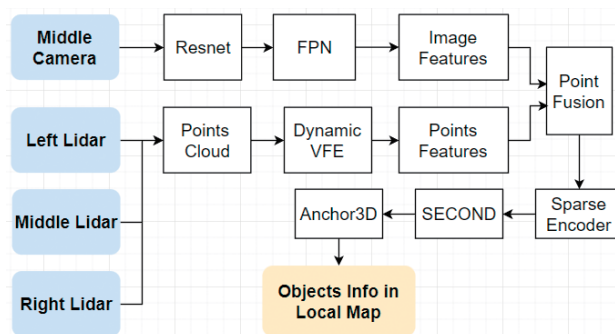 Middle
Camera
Resnet
FPN
Image
Features
Point
Fusion
Left Lidar
Points
Cloud
Dynamic
VFE
Points
Features
Middle Lidar
Anchor3D
SECOND
Sparse
Encoder
Right Lidar
Objects Info in
Local Map